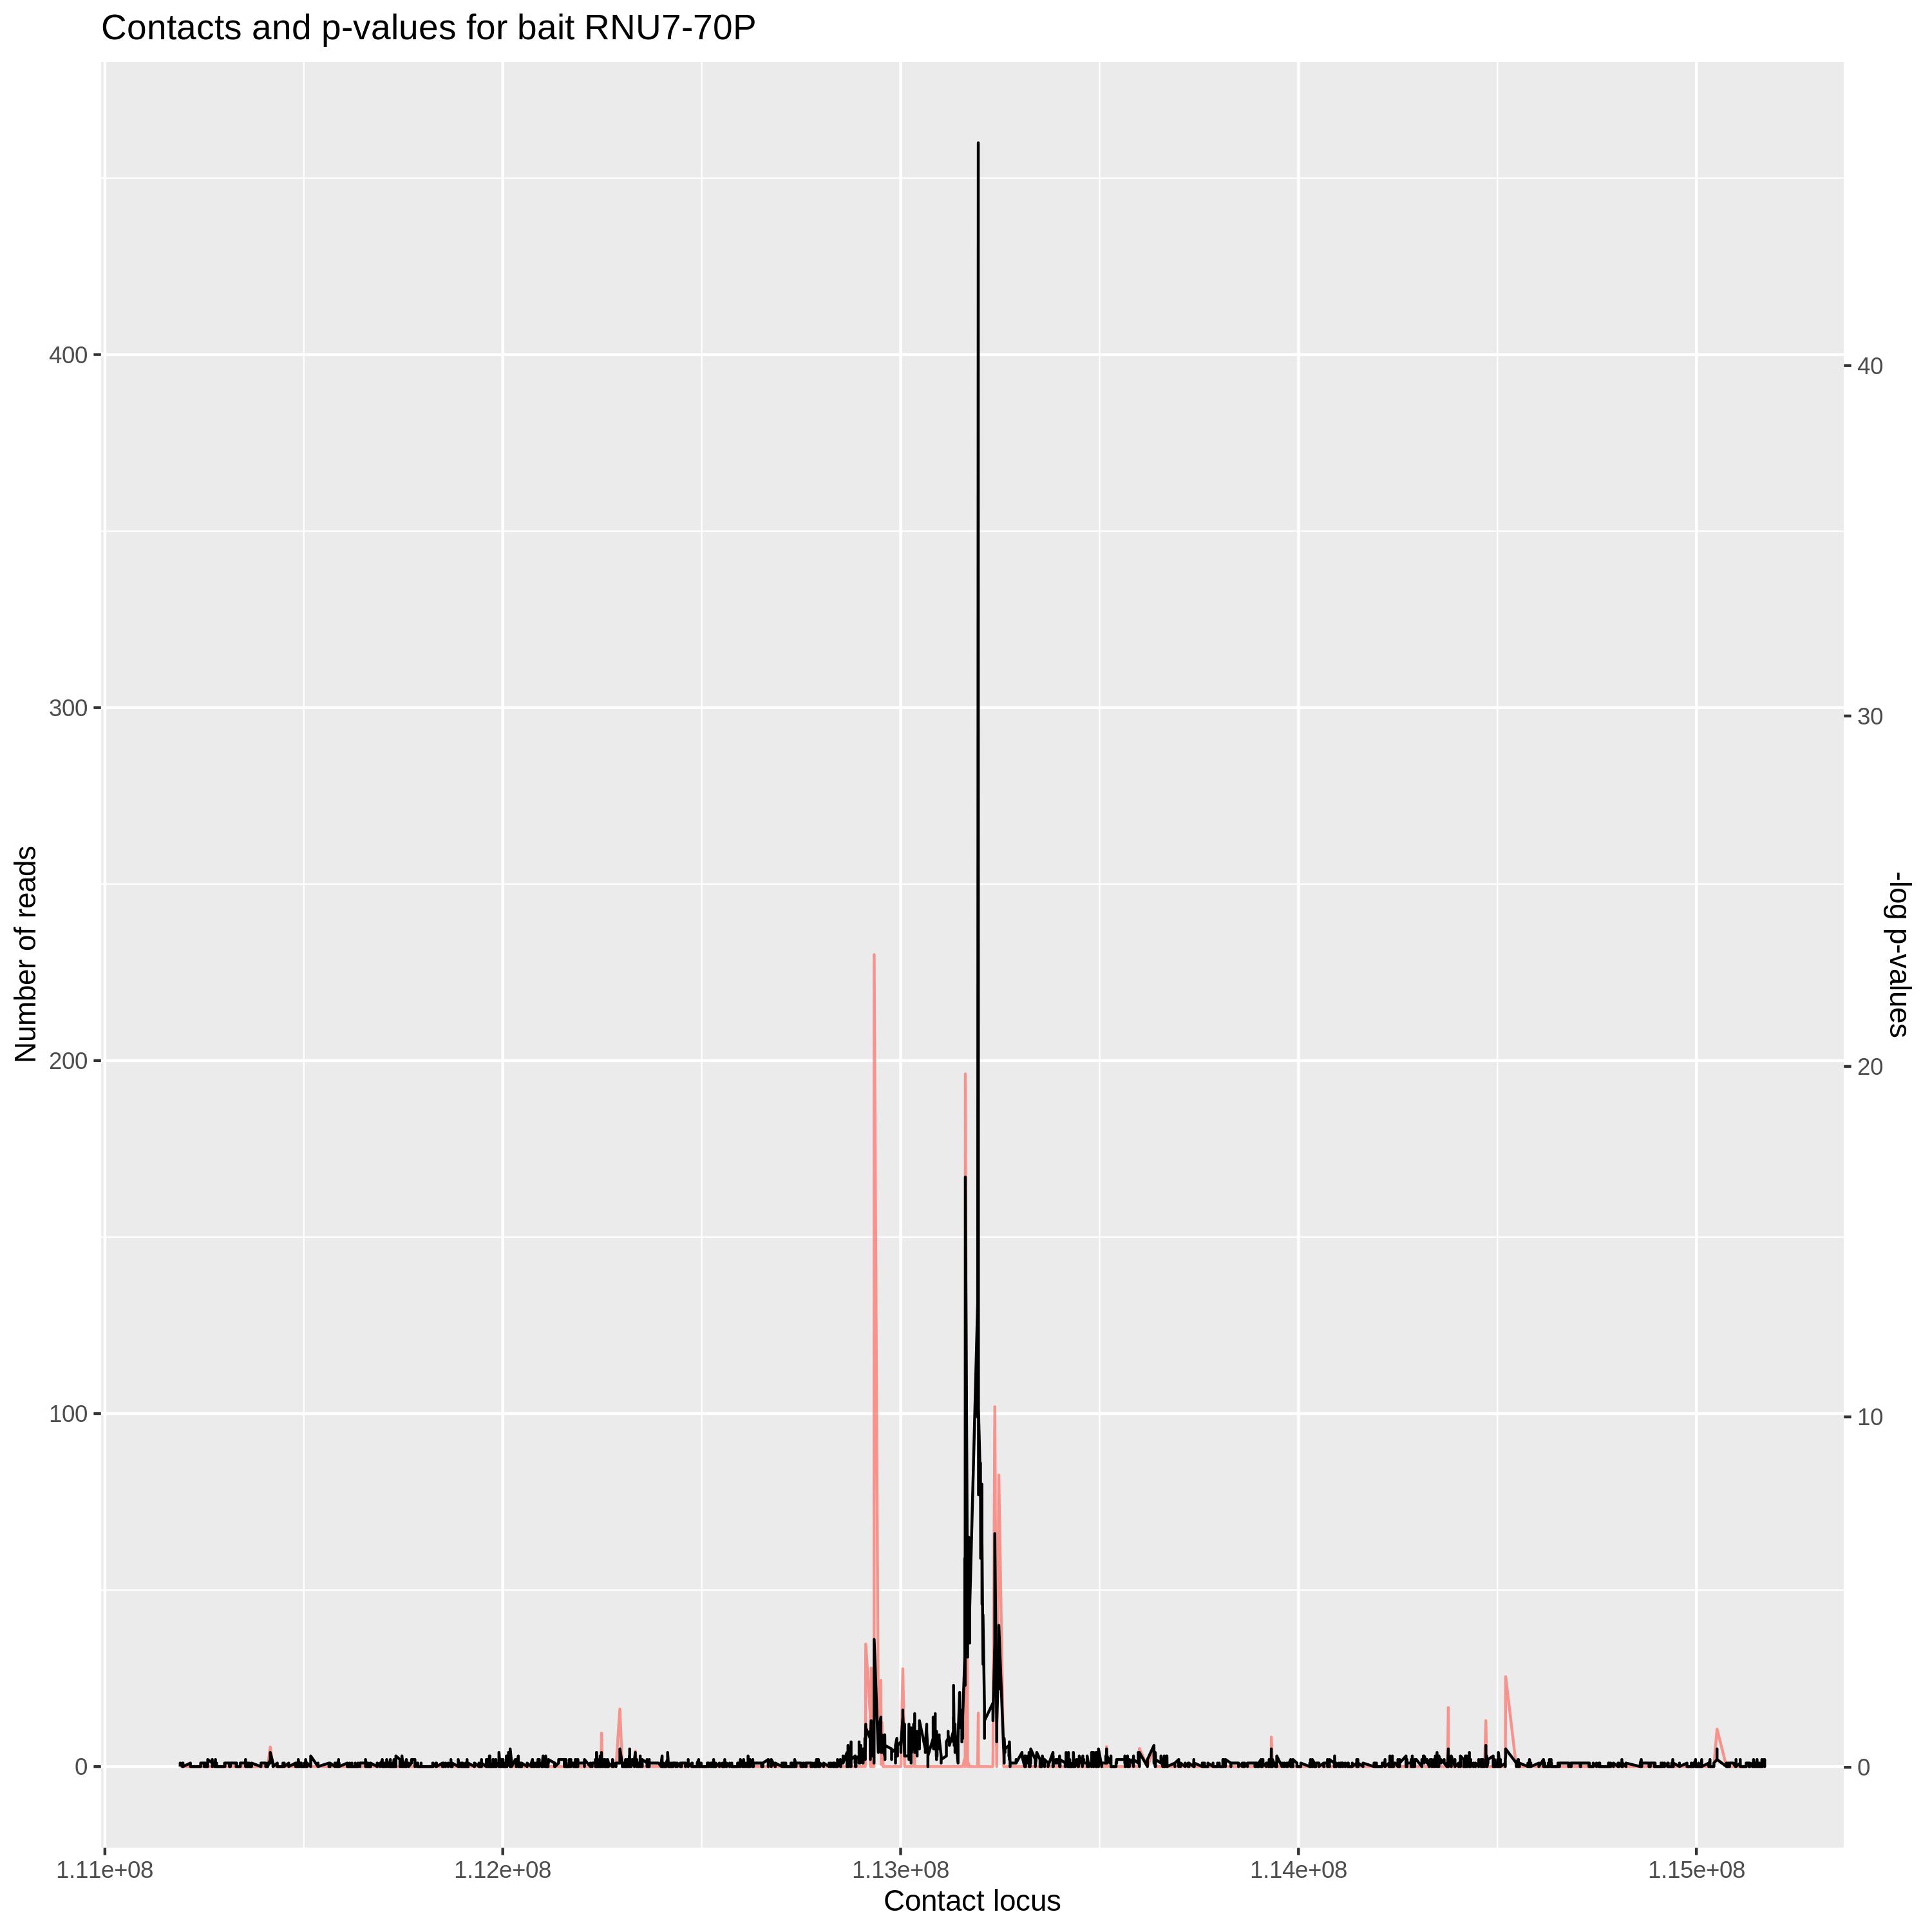 Contacts and p-values for bait RNU7-70P
Number of reads
400
300
200
100
0
40
30
20
10
0
-log p-values
1.11e+08
1.12e+08
1.13e+08
1.14e+08
1.15e+08
Contact locus